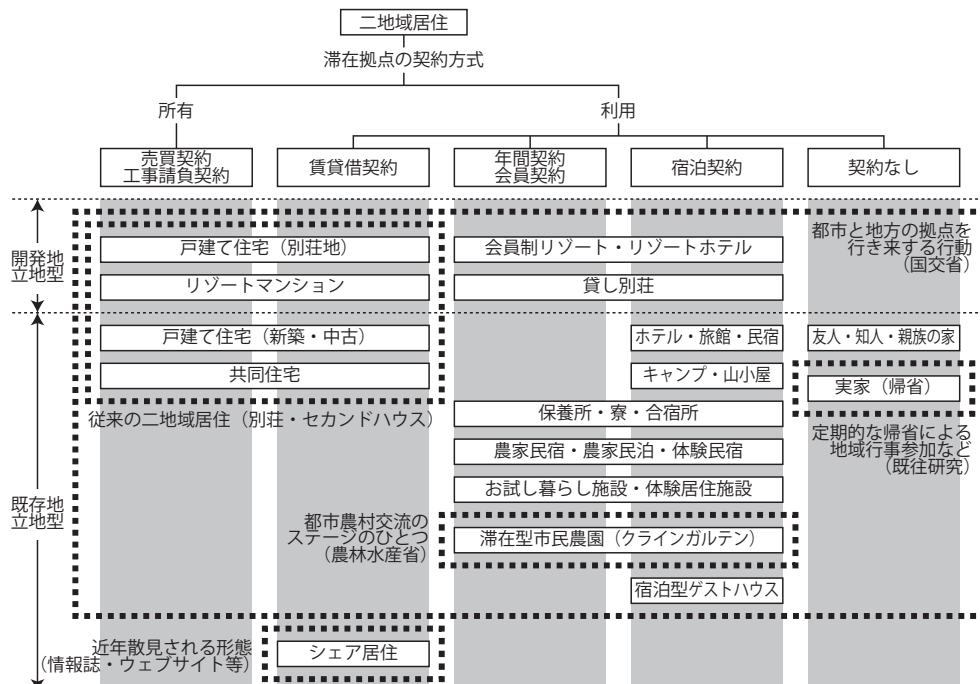 二地域居住
滞在拠点の契約方式
所有
利用
売買契約
工事請負契約
賃貸借契約
年間契約
会員契約
宿泊契約
契約なし
開発地
立地型
戸建て住宅（別荘地）
会員制リゾート・リゾートホテル
都市と地方の拠点を
行き来する行動
（国交省）
リゾートマンション
貸し別荘
戸建て住宅（新築・中古）
ホテル・旅館・民宿
友人・知人・親族の家
共同住宅
キャンプ・山小屋
実家（帰省）
従来の二地域居住（別荘・セカンドハウス）
保養所・寮・合宿所
定期的な帰省による
地域行事参加など
（既往研究）
農家民宿・農家民泊・体験民宿
既存地
立地型
お試し暮らし施設・体験居住施設
都市農村交流の
ステージのひとつ
（農林水産省）
滞在型市民農園（クラインガルテン）
宿泊型ゲストハウス
近年散見される形態
（情報誌・ウェブサイト等）
シェア居住